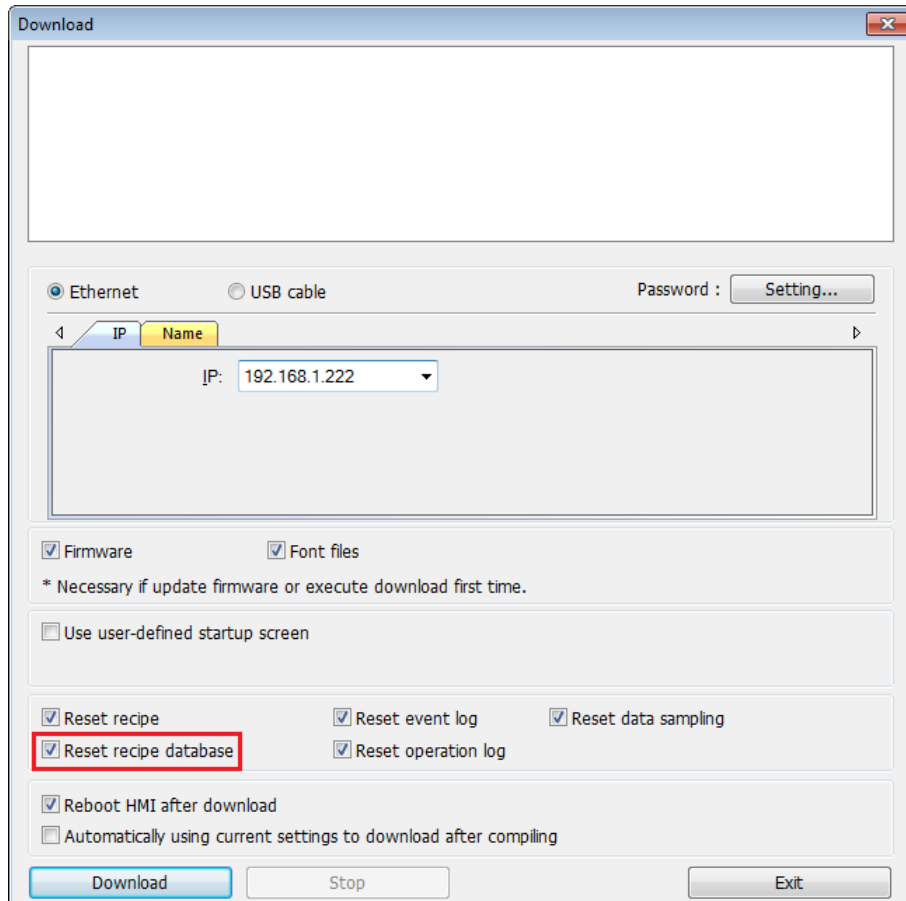 Download
Ethernet USB cable Password : Setting...
IP Name
IP: 192.168.1.222
Firmware Font files
* Necessary if update firmware or execute download first time.
Use user-defined startup screen
Reset recipe Reset event log Reset data sampling
Reset recipe database Reset operation log
Reboot HMI after download
Automatically using current settings to download after compiling
Download Stop Exit